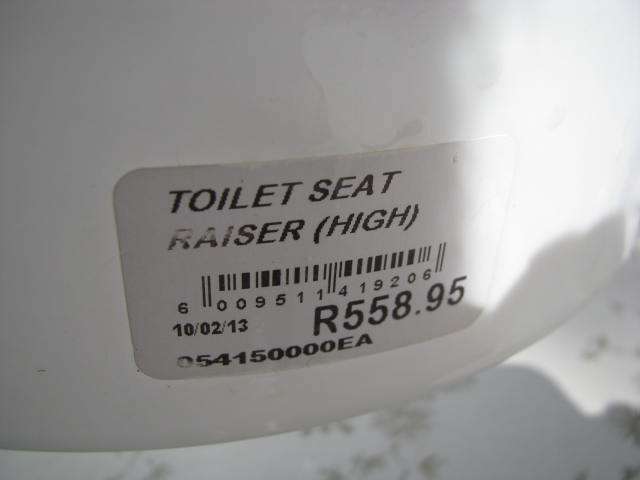 TOILET SEAT
RAISER (HIGH)
6 009511 419206
10/02/13 R558.95
054150000EA